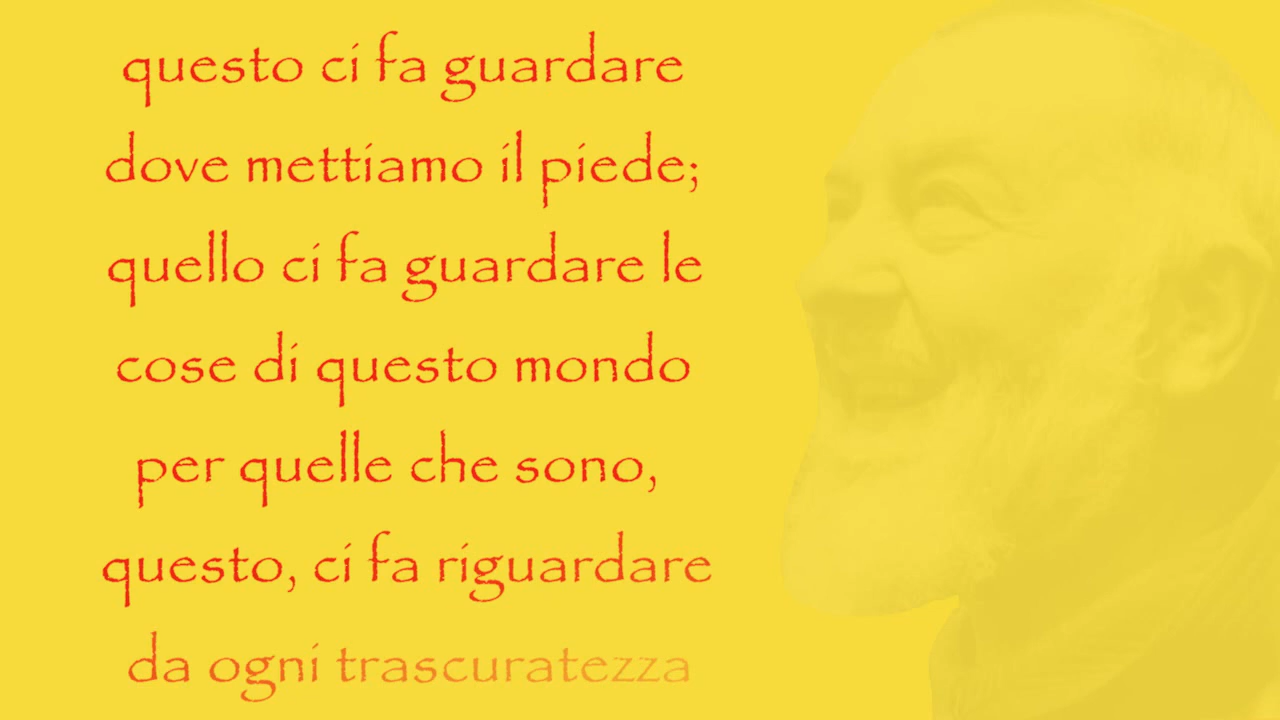 questo ci fa guardare
dove mettiamo il piede;
quello ci fa guardare le
cose di questo mondo
per quelle che sono,
questo, ci fa riguardare
da ogni trascuratezza